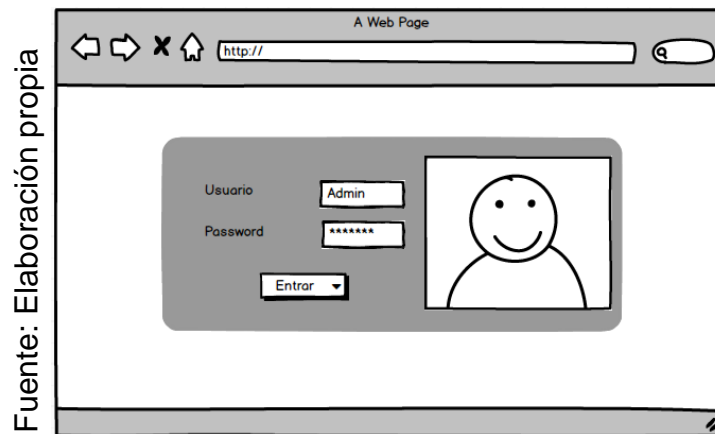 Fuente: Elaboración propia
A Web Page
http://
Usuario
Admin
Password
*******
Entrar